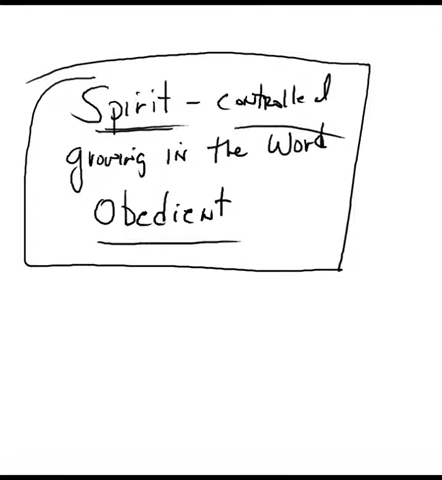 Spirit - controlled
growing in the Word
Obedient